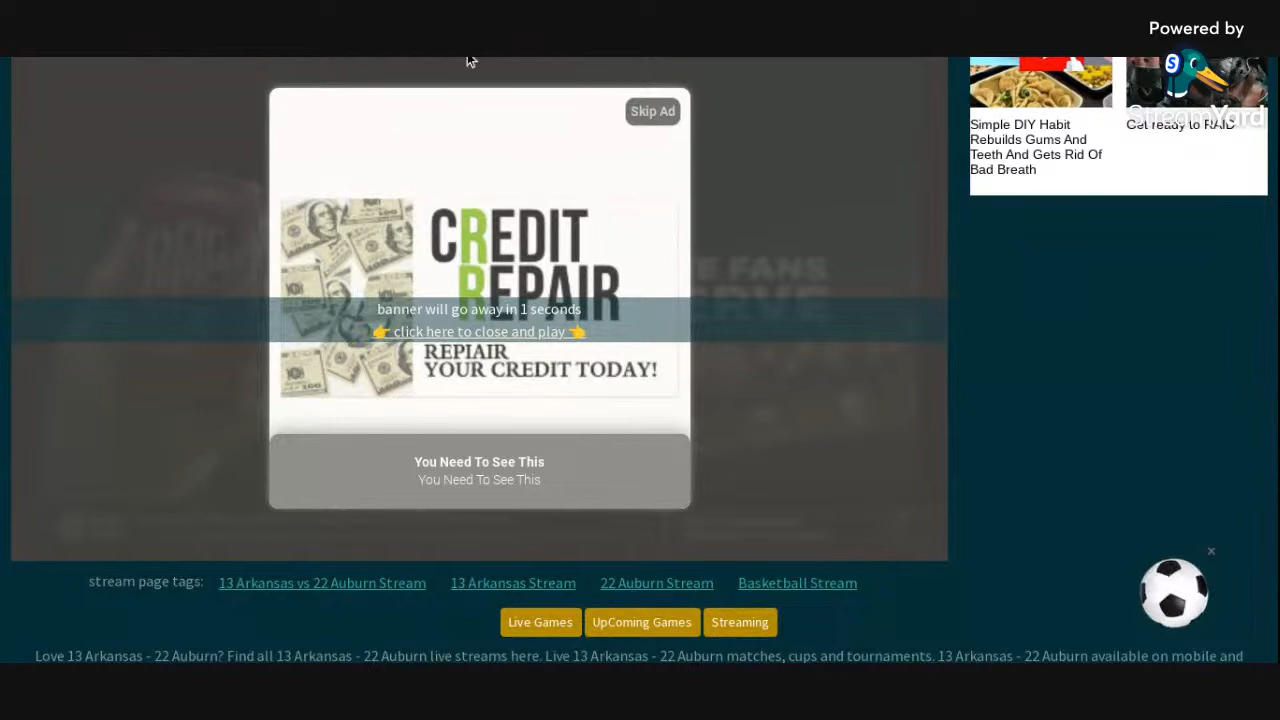 Powered by
StreamYard
Skip Ad
CREDIT
REPAIR
banner will go away in 1 seconds
👉 click here to close and play 👈
REPIAIR
YOUR CREDIT TODAY!
You Need To See This
You Need To See This
E FANS
Simple DIY Habit
Rebuilds Gums And
Teeth And Gets Rid Of
Bad Breath
Get ready to RAID
stream page tags: 13 Arkansas vs 22 Auburn Stream 13 Arkansas Stream 22 Auburn Stream Basketball Stream
Live Games UpComing Games Streaming
Love 13 Arkansas - 22 Auburn? Find all 13 Arkansas - 22 Auburn live streams here. Live 13 Arkansas - 22 Auburn matches, cups and tournaments. 13 Arkansas - 22 Auburn available on mobile and